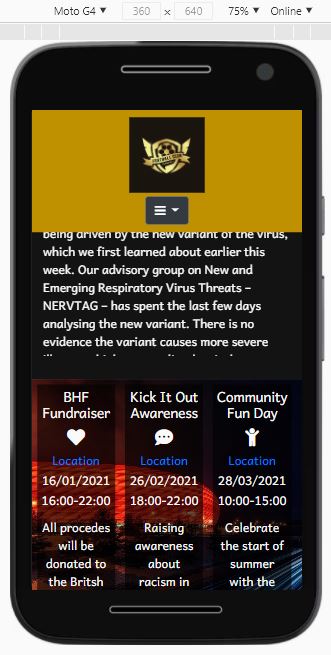 Moto G4 ▼ 360 × 640 75% ▼ Online ▼
being driven by the new variant of the virus,
which we first learned about earlier this
week. Our advisory group on New and
Emerging Respiratory Virus Threats –
NERVTAG – has spent the last few days
analysing the new variant. There is no
evidence the variant causes more severe
BHF
Fundraiser
Location
16/01/2021
16:00-22:00
All procedes
will be
donated to
the Britsh
Kick It Out
Awareness
Location
26/02/2021
18:00-22:00
Raising
awareness
about
racism in
Community
Fun Day
Location
28/03/2021
10:00-15:00
Celebrate
the start of
summer
with the